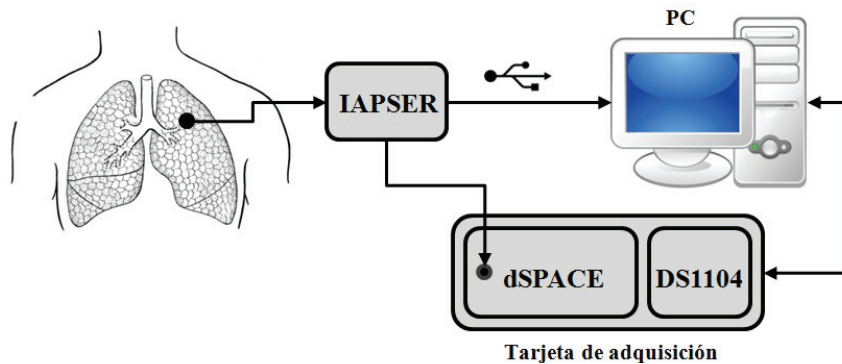 PC
IAPSER
dSPACE
DS1104
Tarjeta de adquisición